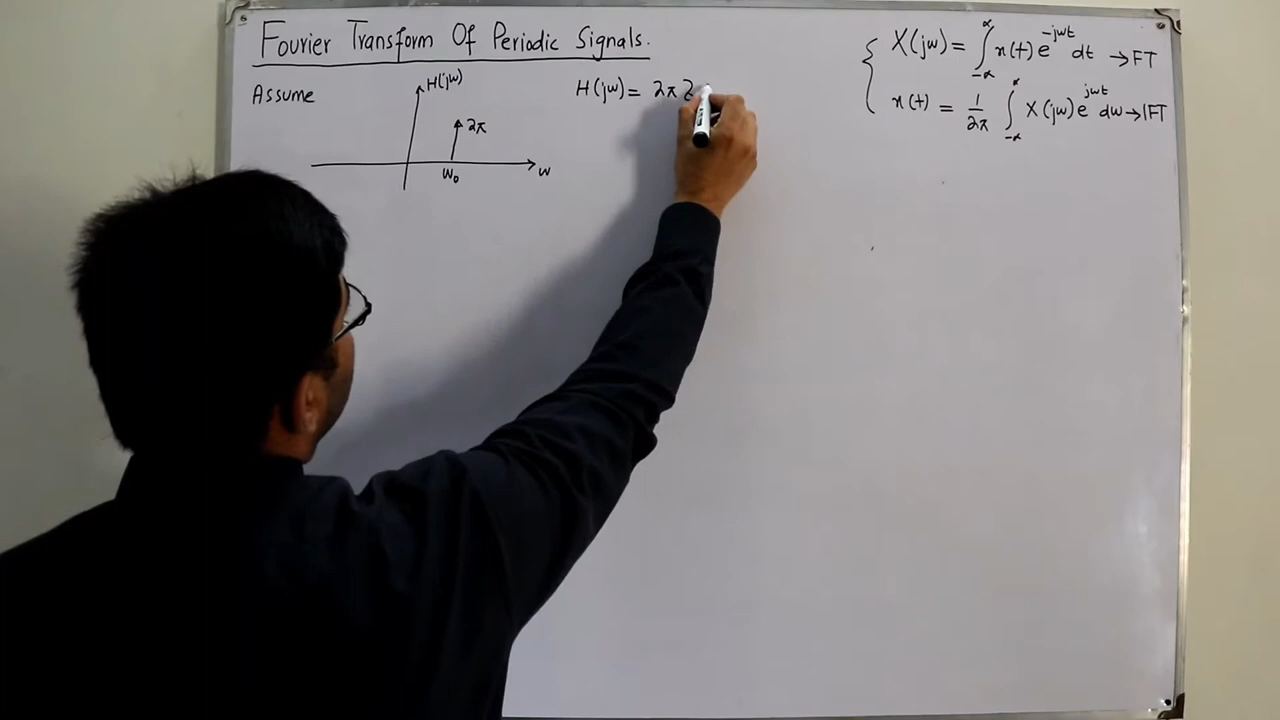 Fourier Transform Of Periodic Signals.
Assume
H(jω)
2π
ω₀
ω
H(jω) = 2π δ
X(jω) = ∫ x(t) e^-jωt dt → FT
-∞
∞
x(t) = 1/2π ∫ X(jω) e^jωt dω → IFT
-∞
∞